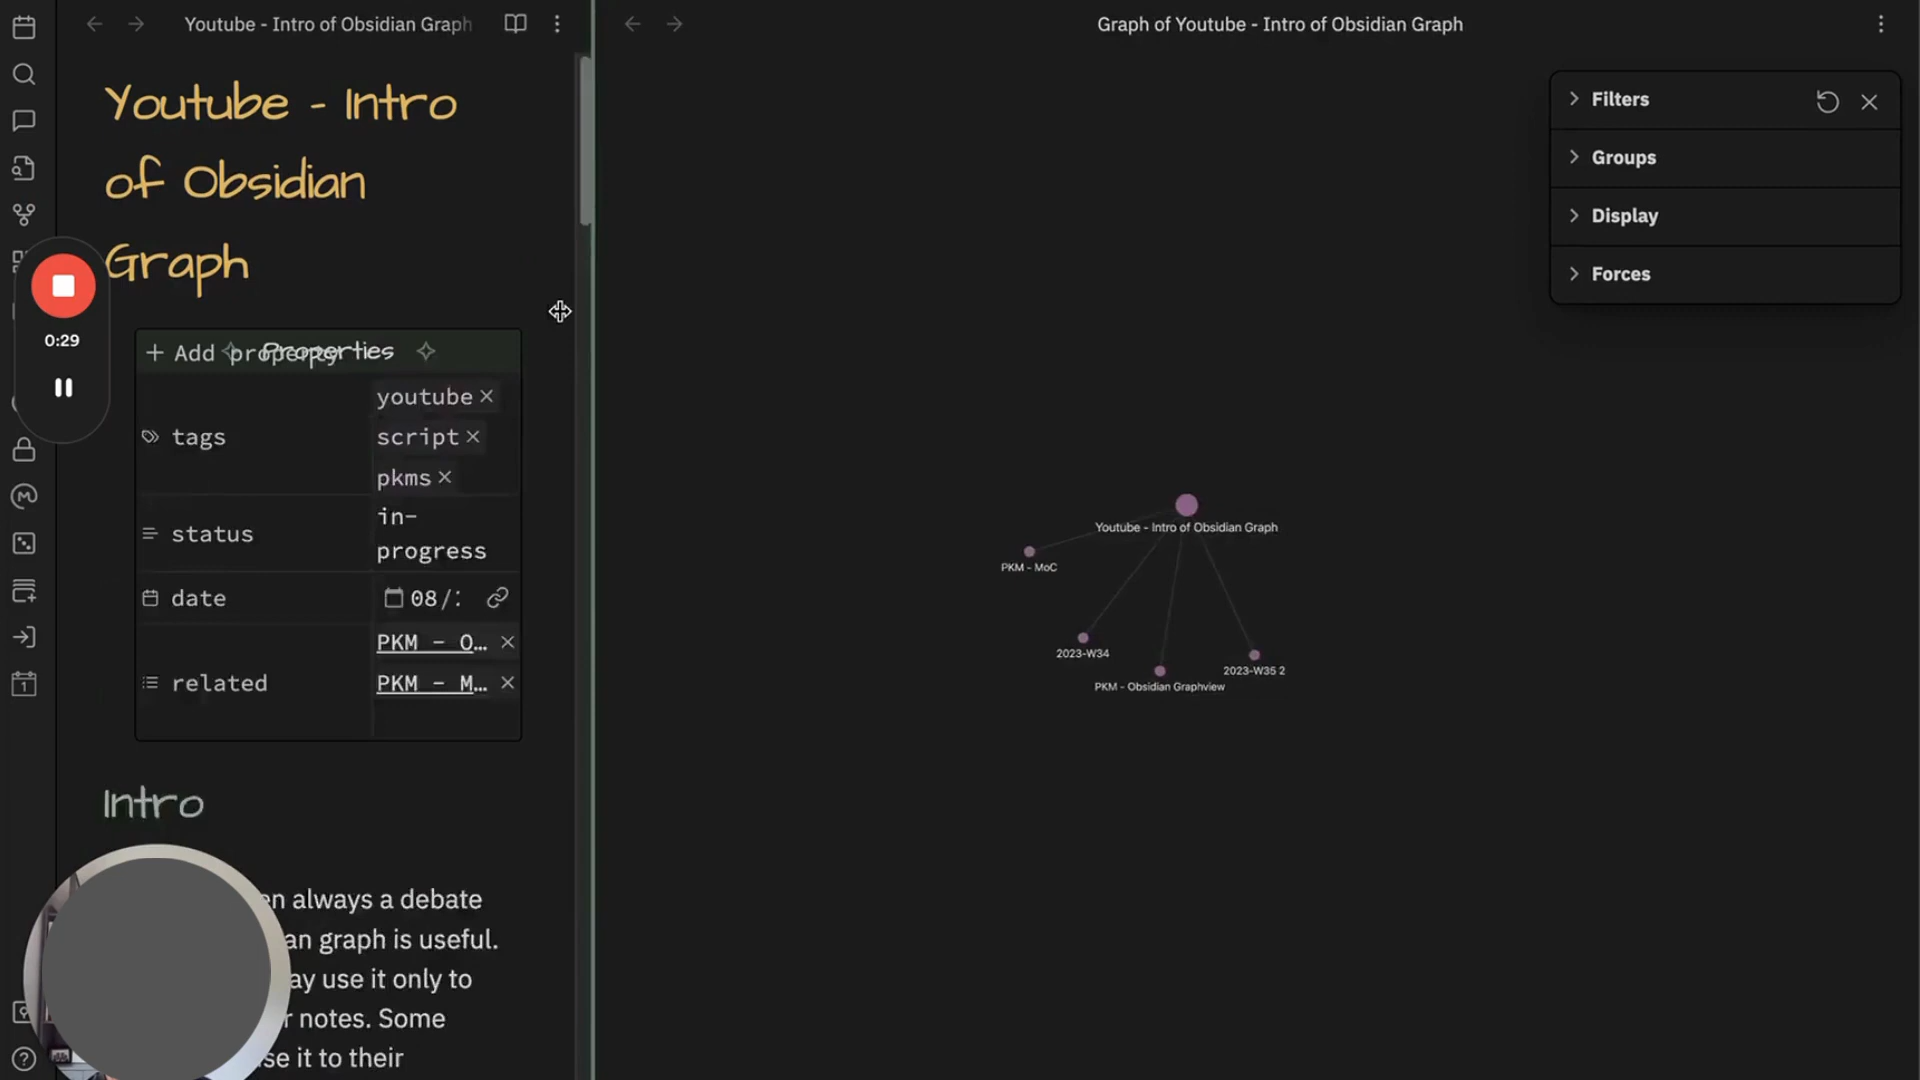 Youtube - Intro of Obsidian Graph
Graph of Youtube - Intro of Obsidian Graph
Youtube - Intro
of Obsidian
Graph
Filters
Groups
Display
Forces
0:29
Add property
Properties
tags
youtube
script
pkms
status
in-
progress
date
08/
related
PKM - O...
PKM - M...
Youtube - Intro of Obsidian Graph
PKM - MoC
2023-W34
PKM - Obsidian Graphview
2023-W35 2
Intro
en always a debate
an graph is useful.
ay use it only to
r notes. Some
se it to their
1